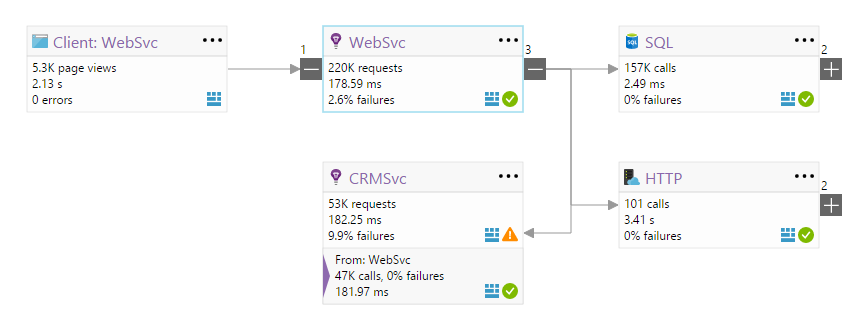 Client: WebSvc
5.3K page views
2.13 s
0 errors
1
WebSvc
220K requests
178.59 ms
2.6% failures
3
SQL
157K calls
2.49 ms
0% failures
2
CRMSvc
53K requests
182.25 ms
9.9% failures
From: WebSvc
47K calls, 0% failures
181.97 ms
HTTP
101 calls
3.41 s
0% failures
2